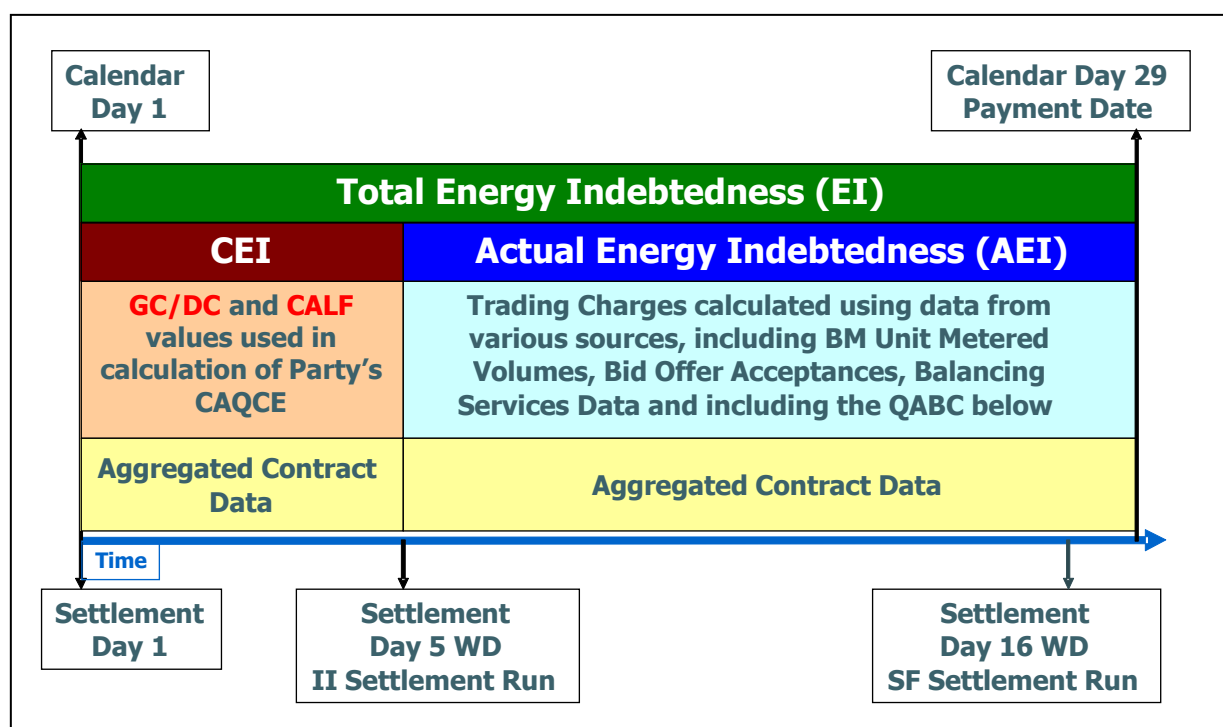 Calendar
Day 1
Calendar Day 29
Payment Date
Total Energy Indebtedness (EI)
CEI
Actual Energy Indebtedness (AEI)
GC/DC and CALF
values used in
calculation of Party’s
CAQCE
Trading Charges calculated using data from
various sources, including BM Unit Metered
Volumes, Bid Offer Acceptances, Balancing
Services Data and including the QABC below
Aggregated Contract
Data
Aggregated Contract Data
Time
Settlement
Day 1
Settlement
Day 5 WD
II Settlement Run
Settlement
Day 16 WD
SF Settlement Run